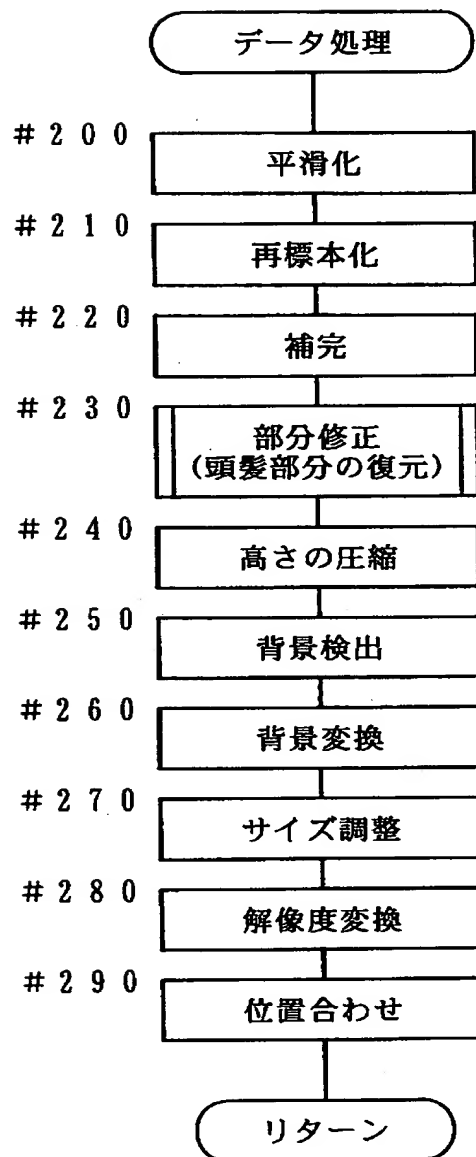 データ処理
#200
平滑化
#210
再標本化
#220
補完
#230
部分修正
(頭髪部分の復元)
#240
高さの圧縮
#250
背景検出
#260
背景変換
#270
サイズ調整
#280
解像度変換
#290
位置合わせ
リターン